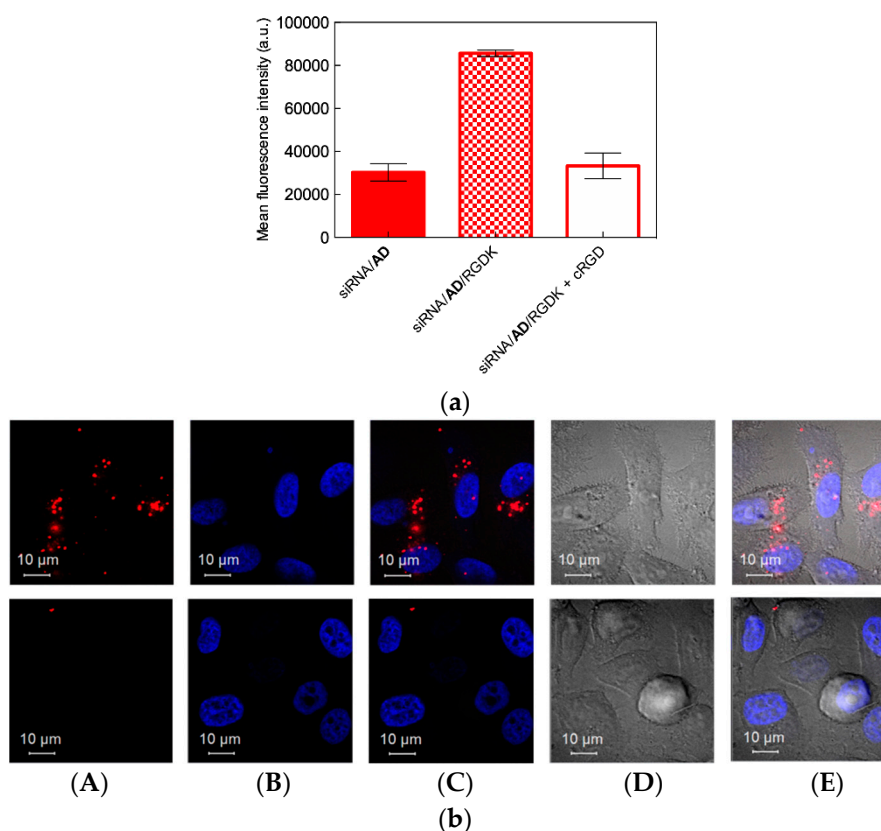 100000
80000
60000
40000
20000
0
Mean fluorescence intensity (a.u.)
siRNA/AD
siRNA/AD/RGDK
siRNA/AD/RGDK + cRGD
(a)
10 µm 10 µm 10 µm 10 µm 10 µm
10 µm 10 µm 10 µm 10 µm 10 µm
(A) (B) (C) (D) (E)
(b)